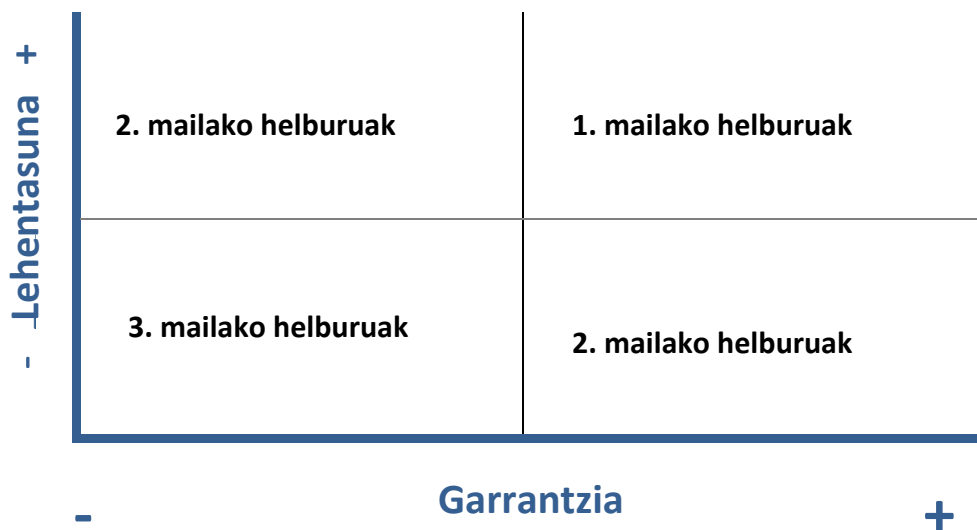 - Lehentasuna +
2. mailako helburuak
1. mailako helburuak
3. mailako helburuak
2. mailako helburuak
- Garrantzia +